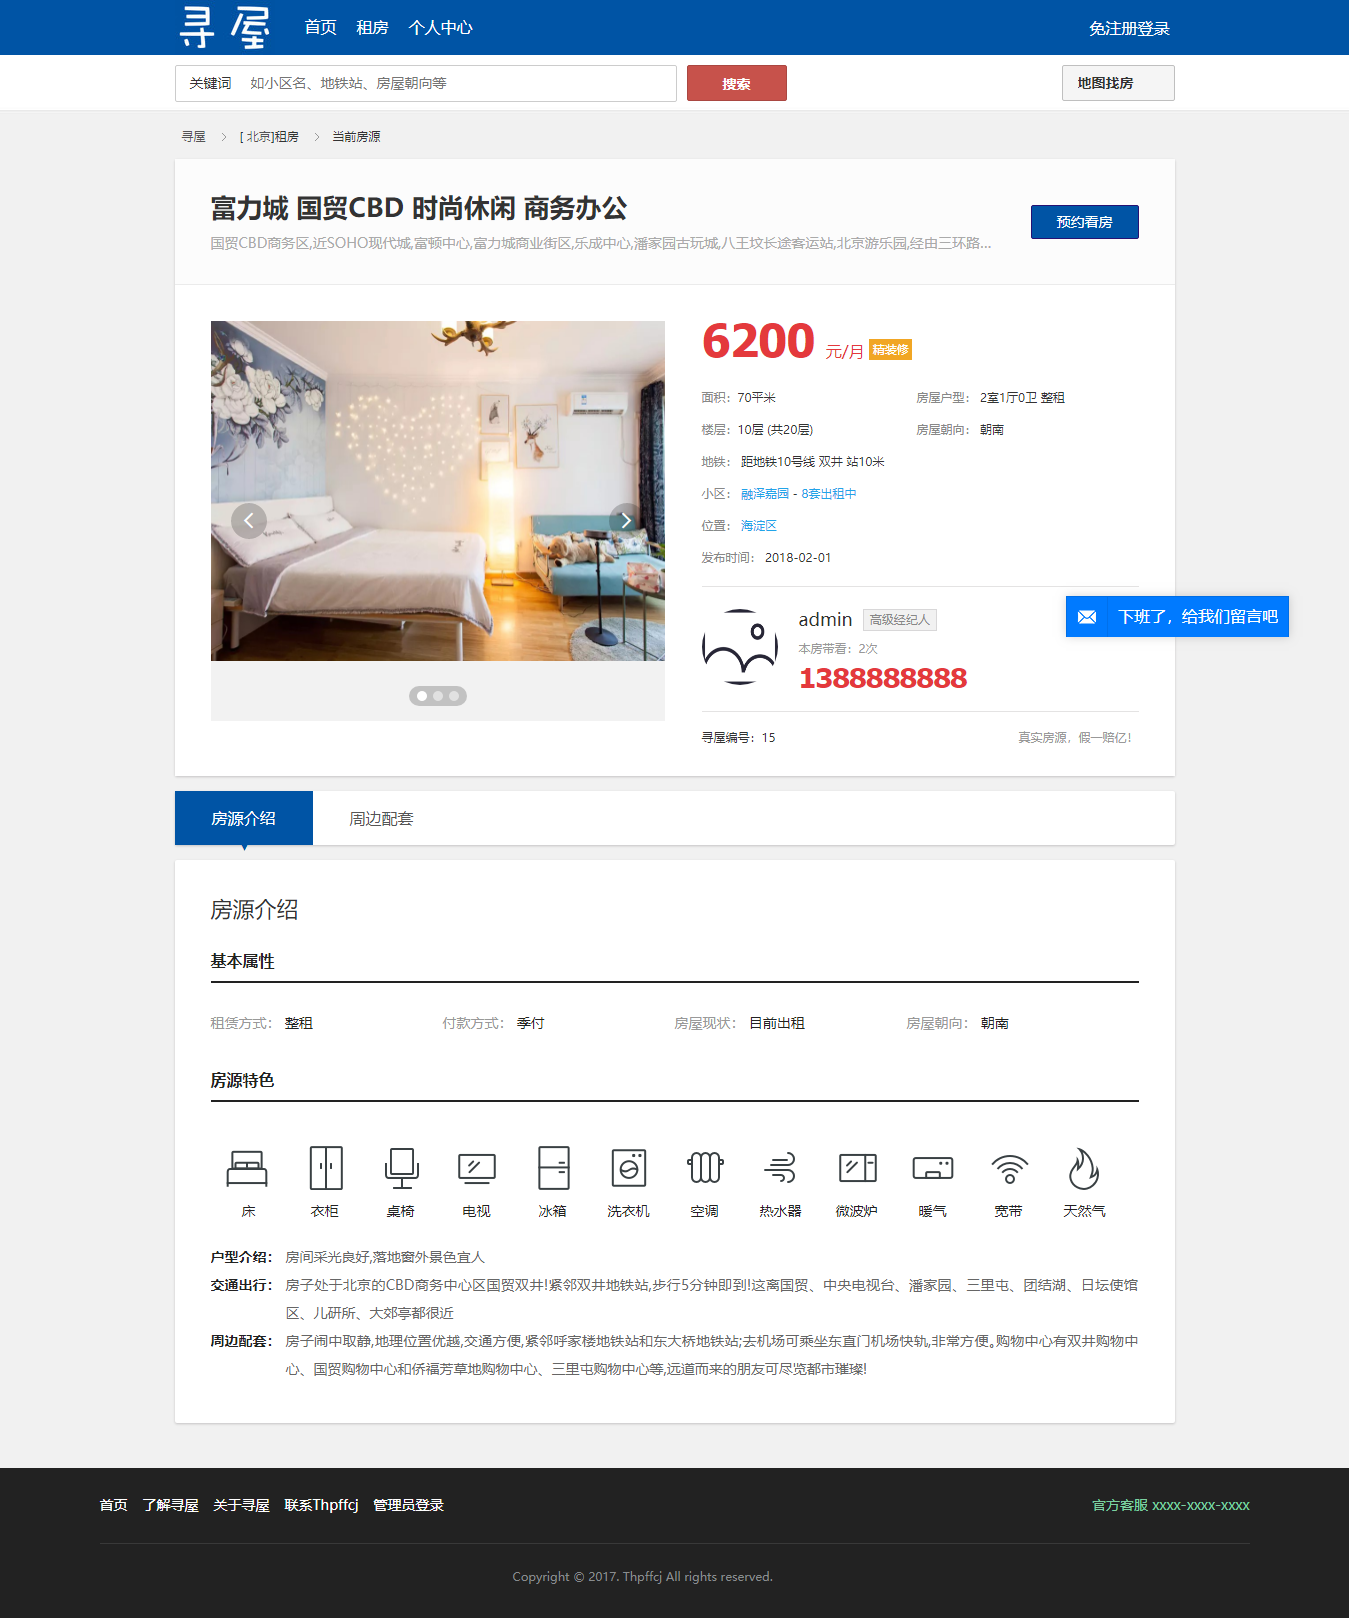 寻屋 首页 租房 个人中心 免注册登录
关键词 如小区名、地铁站、房屋朝向等 搜索 地图找房
寻屋 > [ 北京]租房 > 当前房源
富力城 国贸CBD 时尚休闲 商务办公
国贸CBD商务区,近SOHO现代城,富顿中心,富力城商业街区,乐成中心,潘家园古玩城,八王坟长途客运站,北京游乐园,经由三环路...
预约看房
6200 元/月 精装修
面积：70平米 房屋户型： 2室1厅0卫 整租
楼层：10层 (共20层) 房屋朝向： 朝南
地铁： 距地铁10号线 双井 站10米
小区： 融泽嘉园 - 8套出租中
位置： 海淀区
发布时间： 2018-02-01
admin 高级经纪人
本房带看：2次
1388888888
下班了，给我们留言吧
寻屋编号：15 真实房源，假一赔亿！
房源介绍 周边配套
房源介绍
基本属性
租赁方式： 整租 付款方式： 季付 房屋现状： 目前出租 房屋朝向： 朝南
房源特色
床 衣柜 桌椅 电视 冰箱 洗衣机 空调 热水器 微波炉 暖气 宽带 天然气
户型介绍： 房间采光良好,落地窗外景色宜人
交通出行： 房子处于北京的CBD商务中心区国贸双井!紧邻双井地铁站,步行5分钟即到!这离国贸、中央电视台、潘家园、三里屯、团结湖、日坛使馆
区、儿研所、大郊亭都很近
周边配套： 房子闹中取静,地理位置优越,交通方便,紧邻呼家楼地铁站和东大桥地铁站;去机场可乘坐东直门机场快轨,非常方便｡购物中心有双井购物中
心、国贸购物中心和侨福芳草地购物中心、三里屯购物中心等,远道而来的朋友可尽览都市璀璨!
首页 了解寻屋 关于寻屋 联系Thpffcj 管理员登录 官方客服 xxxx-xxxx-xxxx
Copyright © 2017. Thpffcj All rights reserved.